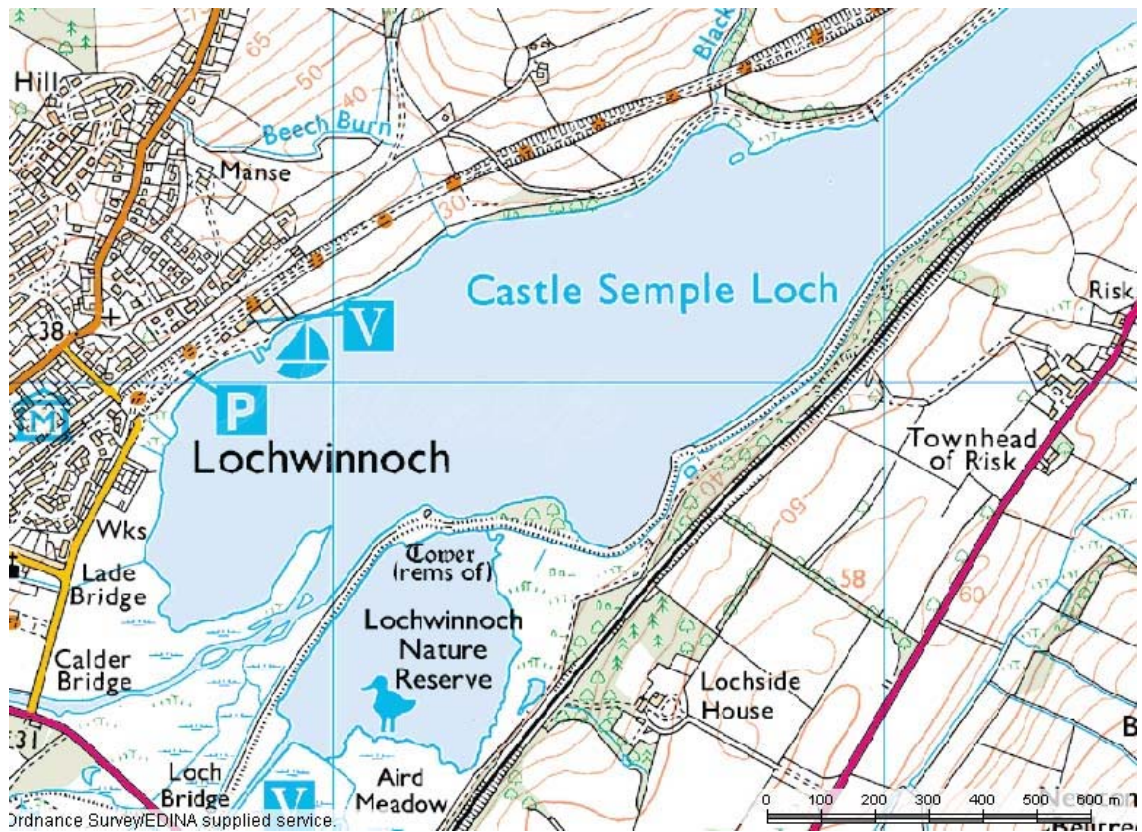 65
Hill
50
40
Beech Burn
Manse
30
Black
Castle Semple Loch
V
Risk
38
M
P
Lochwinnoch
Townhead
of Risk
40
50
Wks
Tower
(rems of)
58
60
Lade
Bridge
Lochwinnoch
Nature
Reserve
Calder
Bridge
Lochside
House
31
Loch
Bridge
V
Aird
Meadow
B
0 100 200 300 400 500 600 m
Ordnance Survey/EDINA supplied service.